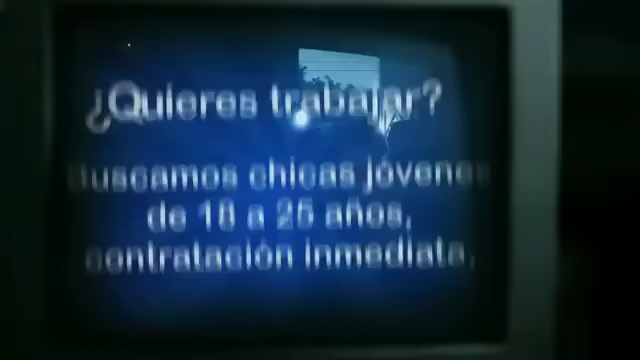 ¿Quieres trabajar?
Buscamos chicas jóvenes
de 18 a 25 años,
contratación inmediata,